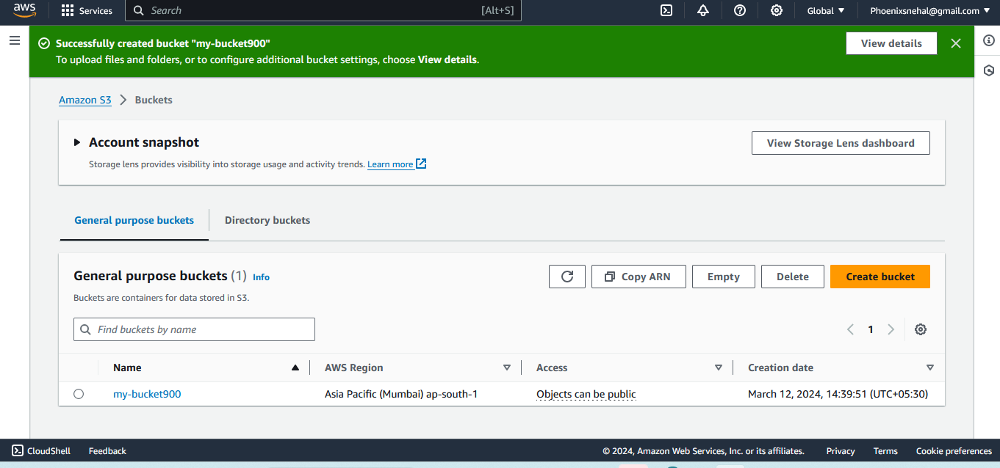 aws
Services
Search
[Alt+S]
Global
Phoenixsnehal@gmail.com
Successfully created bucket "my-bucket900"
To upload files and folders, or to configure additional bucket settings, choose View details.
View details
Amazon S3
Buckets
Account snapshot
Storage lens provides visibility into storage usage and activity trends. Learn more
View Storage Lens dashboard
General purpose buckets
Directory buckets
General purpose buckets (1) Info
Buckets are containers for data stored in S3.
Copy ARN
Empty
Delete
Create bucket
Find buckets by name
1
Name
AWS Region
Access
Creation date
my-bucket900
Asia Pacific (Mumbai) ap-south-1
Objects can be public
March 12, 2024, 14:39:51 (UTC+05:30)
CloudShell
Feedback
© 2024, Amazon Web Services, Inc. or its affiliates.
Privacy
Terms
Cookie preferences